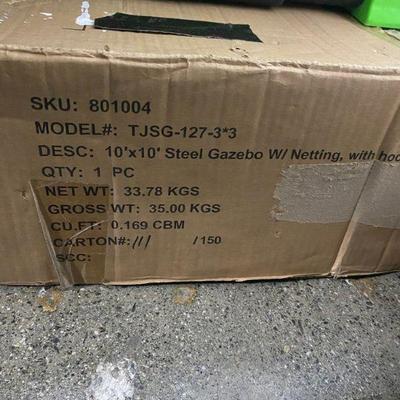 SKU: 801004
MODEL#: TJSG-127-3*3
DESC: 10'x10' Steel Gazebo W/ Netting, with
QTY: 1 PC
NET WT: 33.78 KGS
GROSS WT: 35.00 KGS
CU.FT: 0.169 CBM
CARTON#:/// /150
SCC: